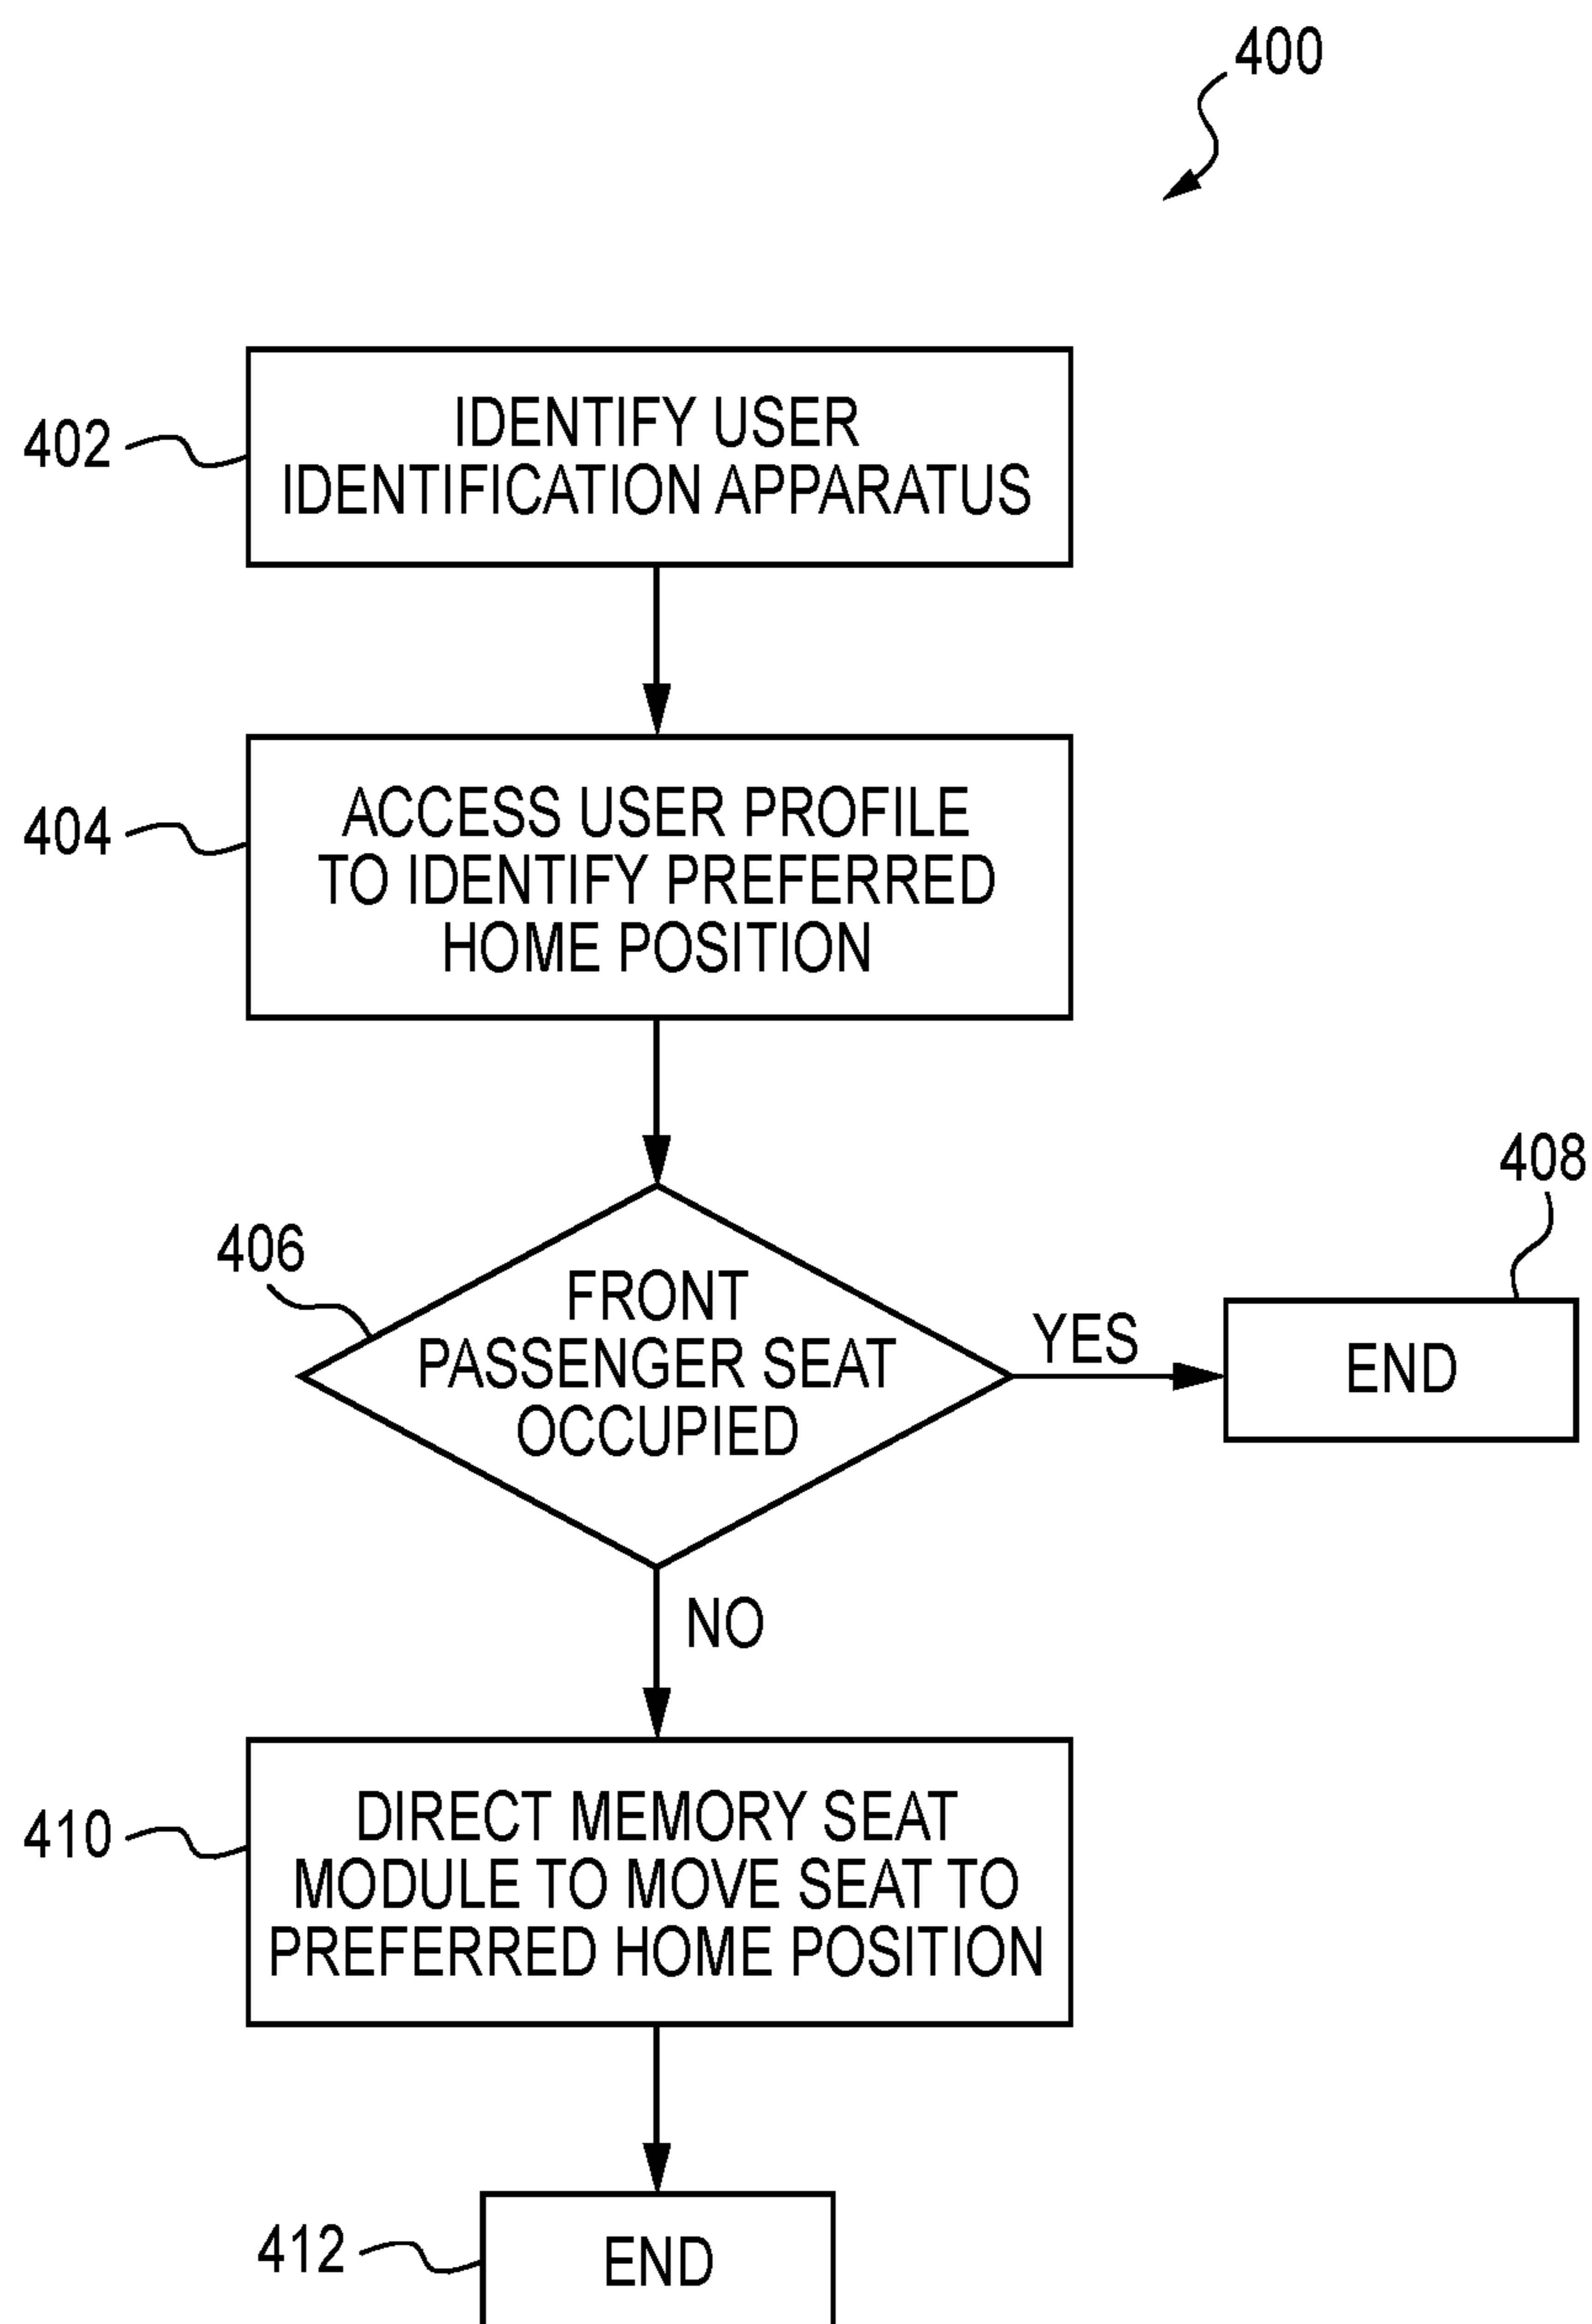 400
402
IDENTIFY USER
IDENTIFICATION APPARATUS
404
ACCESS USER PROFILE
TO IDENTIFY PREFERRED
HOME POSITION
406
FRONT
PASSENGER SEAT
OCCUPIED
YES
408
END
NO
410
DIRECT MEMORY SEAT
MODULE TO MOVE SEAT TO
PREFERRED HOME POSITION
412
END